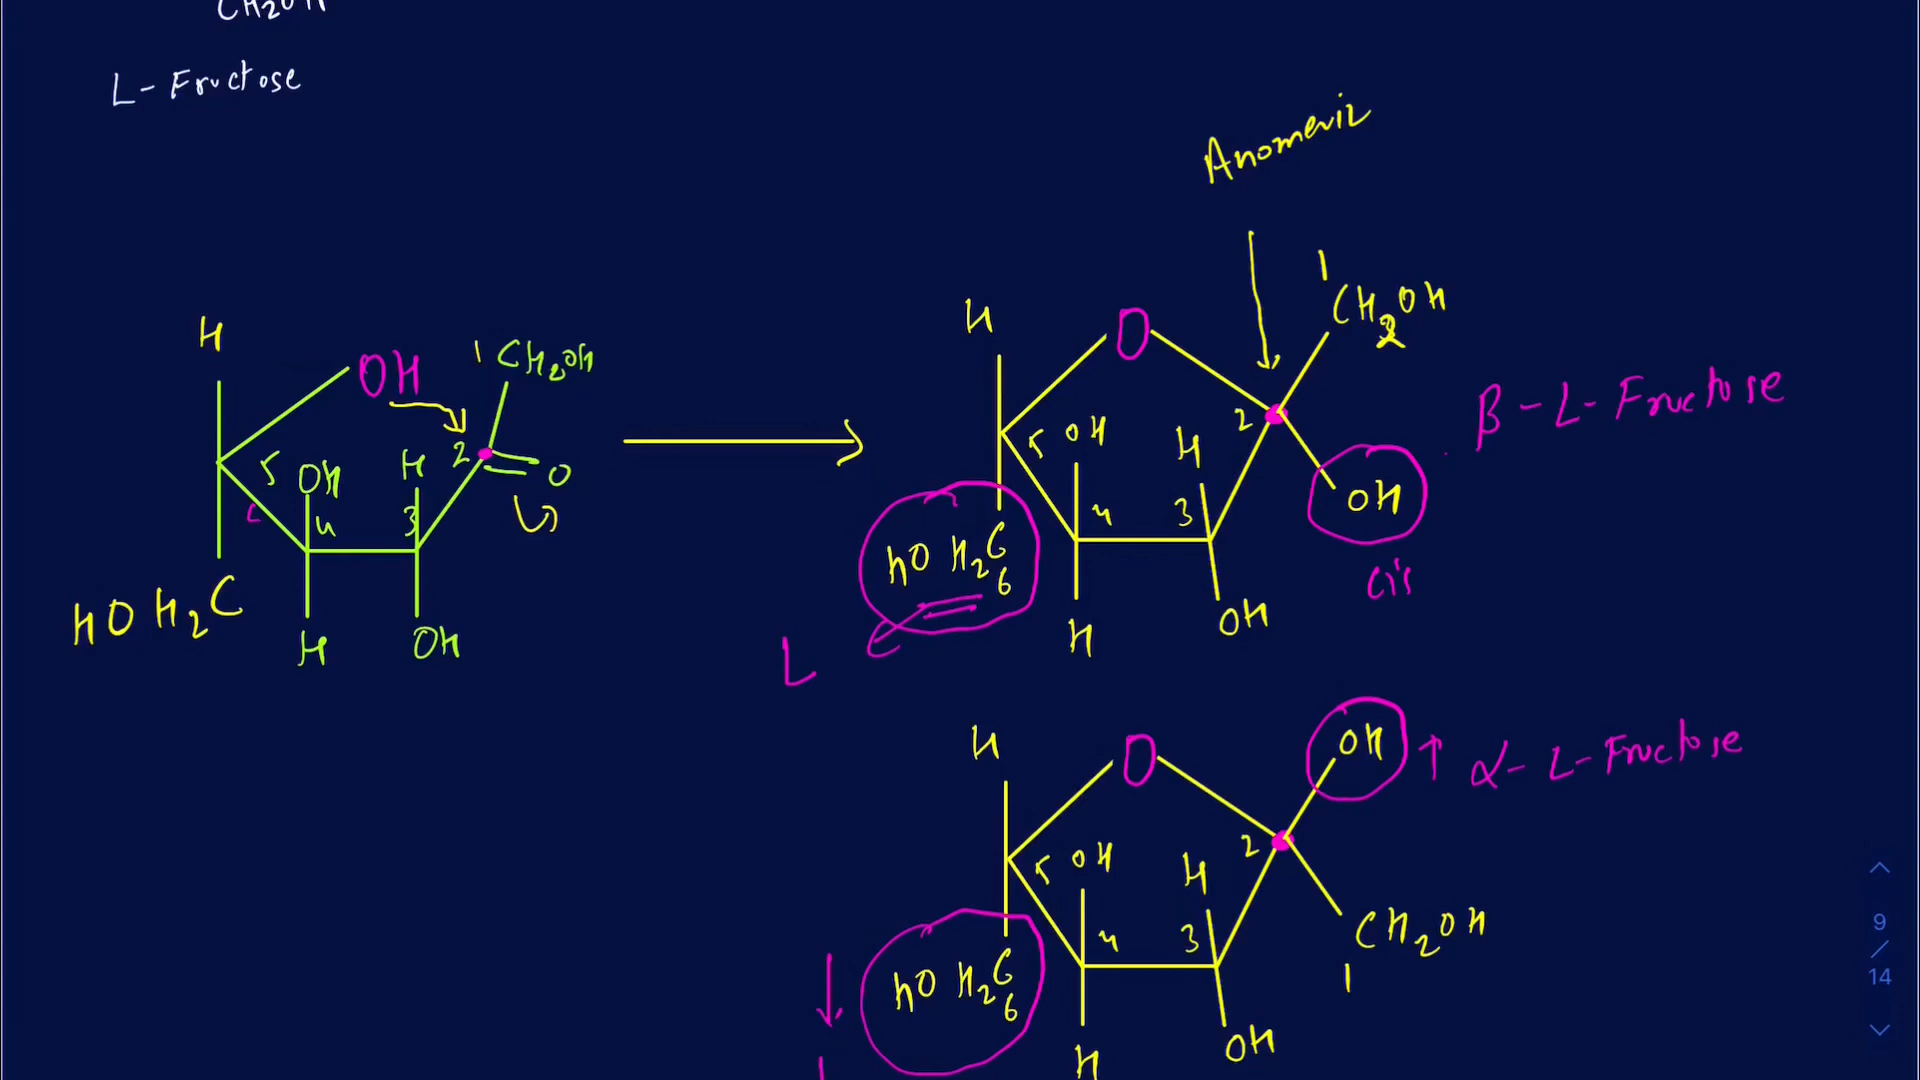 CH2OH
L- Fructose
Anomeric
1
CH2OH
H
H
OH
1 CH2OH
O
2
β-L-Fructose
5
OH
H
2
O
5
OH
H
4
3
4
3
OH
HOH2C
6
cis
HOH2C
H
OH
H
OH
L
H
O
OH
↑ α-L-Fructose
2
5
OH
H
4
3
CH2OH
1
HOH2C
6
H
OH
9
/
14